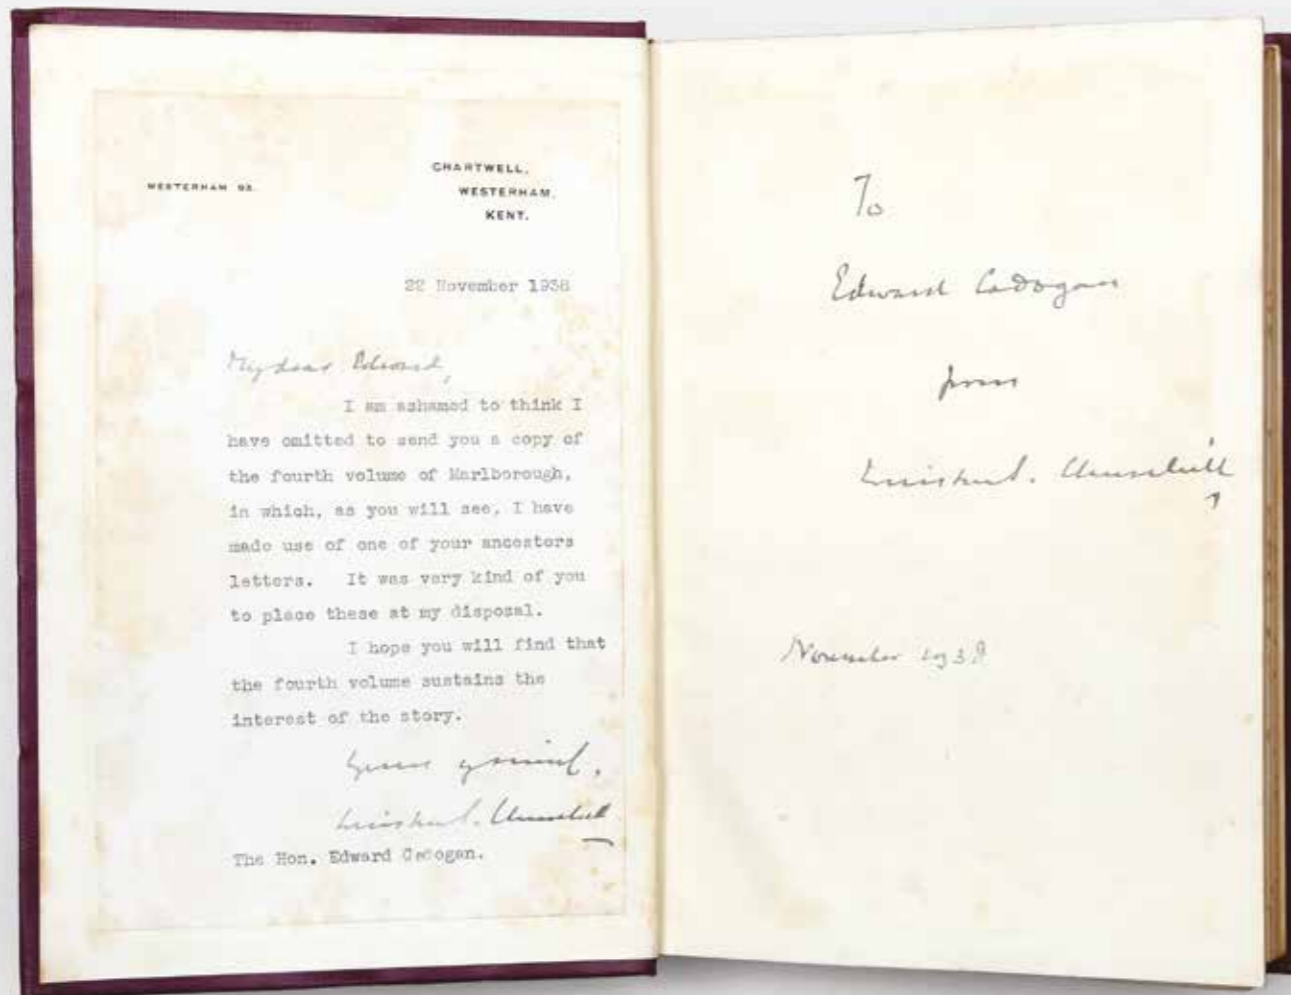 WESTERHAM 93.
CHARTWELL,
WESTERHAM,
KENT.
22 November 1938
My dear Edward,
I am ashamed to think I
have omitted to send you a copy of
the fourth volume of Marlborough,
in which, as you will see, I have
made use of one of your ancestors
letters. It was very kind of you
to place these at my disposal.
I hope you will find that
the fourth volume sustains the
interest of the story.
Winston S. Churchill
The Hon. Edward Cadogan.
To
Edward Cadogan
from
Winston S. Churchill
November 1938